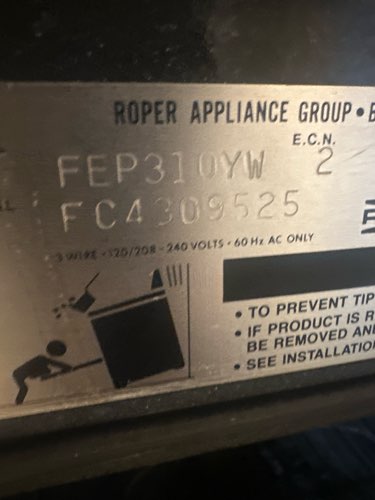 ROPER APPLIANCE GROUP •
E.C.N.
FEP310YW 2
FC4309525
3 WIRE • 120/208 - 240 VOLTS • 60 Hz AC ONLY
• TO PREVENT TIP
• IF PRODUCT IS R
BE REMOVED AN
• SEE INSTALLATIO